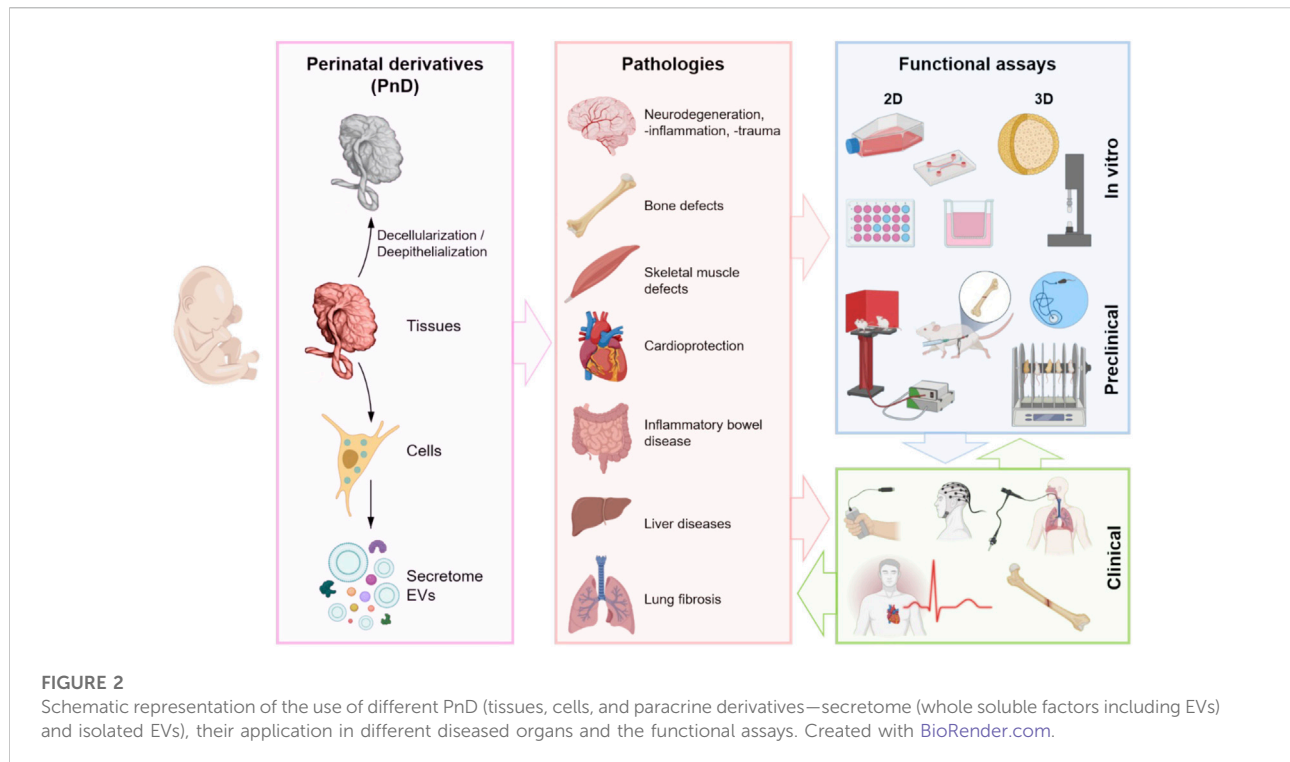 Perinatal derivatives
(PnD)
Decellularization /
Deepithelialization
Tissues
Cells
Secretome
EVs
Pathologies
Neurodegeneration,
-inflammation, -trauma
Bone defects
Skeletal muscle
defects
Cardioprotection
Inflammatory bowel
disease
Liver diseases
Lung fibrosis
Functional assays
2D
3D
In vitro
Preclinical
Clinical
FIGURE 2
Schematic representation of the use of different PnD (tissues, cells, and paracrine derivatives—secretome (whole soluble factors including EVs)
and isolated EVs), their application in different diseased organs and the functional assays. Created with BioRender.com.